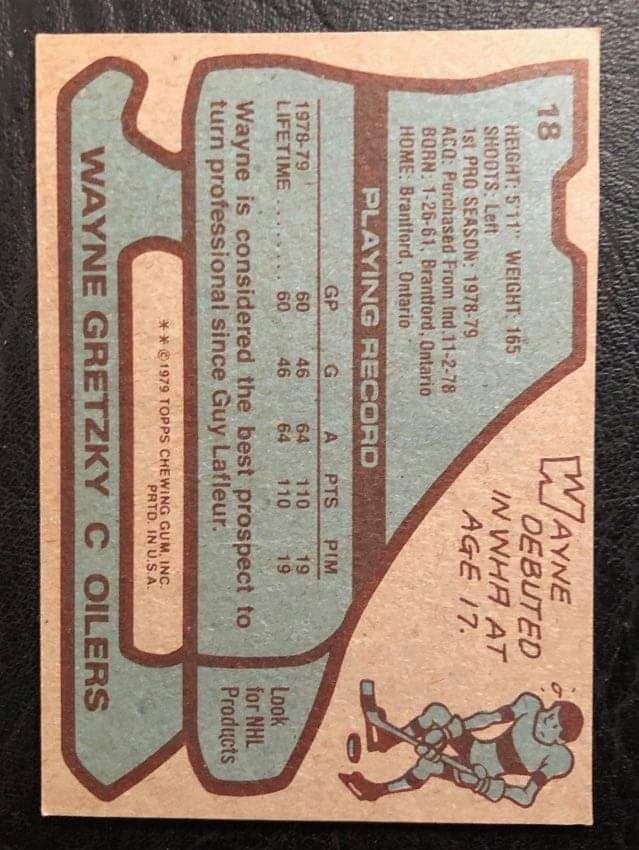 18
HEIGHT: 5'11" WEIGHT: 165
SHOOTS: Left
1st PRO SEASON: 1978-79
ACQ: Purchased From Ind. 11-2-78
BORN: 1-26-61, Brantford, Ontario
HOME: Brantford, Ontario
WAYNE
DEBUTED
IN WHA AT
AGE 17.
PLAYING RECORD
GP G A PTS PIM
1978-79 60 46 64 110 19
LIFETIME ........ 60 46 64 110 19
Wayne is considered the best prospect to
turn professional since Guy Lafleur.
Look
for NHL
Products
** © 1979 TOPPS CHEWING GUM, INC.
PRTD. IN U.S.A.
WAYNE GRETZKY C OILERS